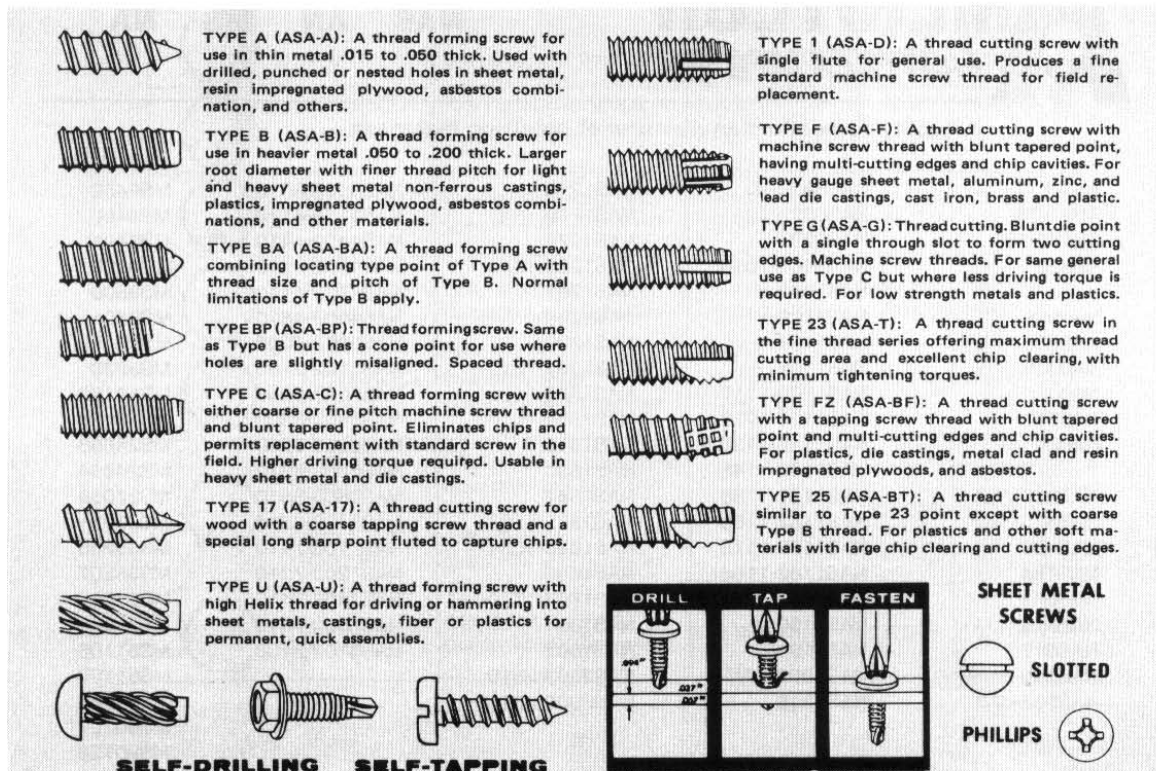 TYPE A (ASA-A): A thread forming screw for
use in thin metal .015 to .050 thick. Used with
drilled, punched or nested holes in sheet metal,
resin impregnated plywood, asbestos combi-
nation, and others.
TYPE B (ASA-B): A thread forming screw for
use in heavier metal .050 to .200 thick. Larger
root diameter with finer thread pitch for light
and heavy sheet metal non-ferrous castings,
plastics, impregnated plywood, asbestos combi-
nations, and other materials.
TYPE BA (ASA-BA): A thread forming screw
combining locating type point of Type A with
thread size and pitch of Type B. Normal
limitations of Type B apply.
TYPE BP (ASA-BP): Thread forming screw. Same
as Type B but has a cone point for use where
holes are slightly misaligned. Spaced thread.
TYPE C (ASA-C): A thread forming screw with
either coarse or fine pitch machine screw thread
and blunt tapered point. Eliminates chips and
permits replacement with standard screw in the
field. Higher driving torque required. Usable in
heavy sheet metal and die castings.
TYPE 17 (ASA-17): A thread cutting screw for
wood with a coarse tapping screw thread and a
special long sharp point fluted to capture chips.
TYPE U (ASA-U): A thread forming screw with
high Helix thread for driving or hammering into
sheet metals, castings, fiber or plastics for
permanent, quick assemblies.
SELF-DRILLING SELF-TAPPING
TYPE 1 (ASA-D): A thread cutting screw with
single flute for general use. Produces a fine
standard machine screw thread for field re-
placement.
TYPE F (ASA-F): A thread cutting screw with
machine screw thread with blunt tapered point,
having multi-cutting edges and chip cavities. For
heavy gauge sheet metal, aluminum, zinc, and
lead die castings, cast iron, brass and plastic.
TYPE G (ASA-G): Thread cutting. Blunt die point
with a single through slot to form two cutting
edges. Machine screw threads. For same general
use as Type C but where less driving torque is
required. For low strength metals and plastics.
TYPE 23 (ASA-T): A thread cutting screw in
the fine thread series offering maximum thread
cutting area and excellent chip clearing, with
minimum tightening torques.
TYPE FZ (ASA-BF): A thread cutting screw
with a tapping screw thread with blunt tapered
point and multi-cutting edges and chip cavities.
For plastics, die castings, metal clad and resin
impregnated plywoods, and asbestos.
TYPE 25 (ASA-BT): A thread cutting screw
similar to Type 23 point except with coarse
Type B thread. For plastics and other soft ma-
terials with large chip clearing and cutting edges.
DRILL TAP FASTEN
.094"
SHEET METAL
SCREWS
SLOTTED
PHILLIPS